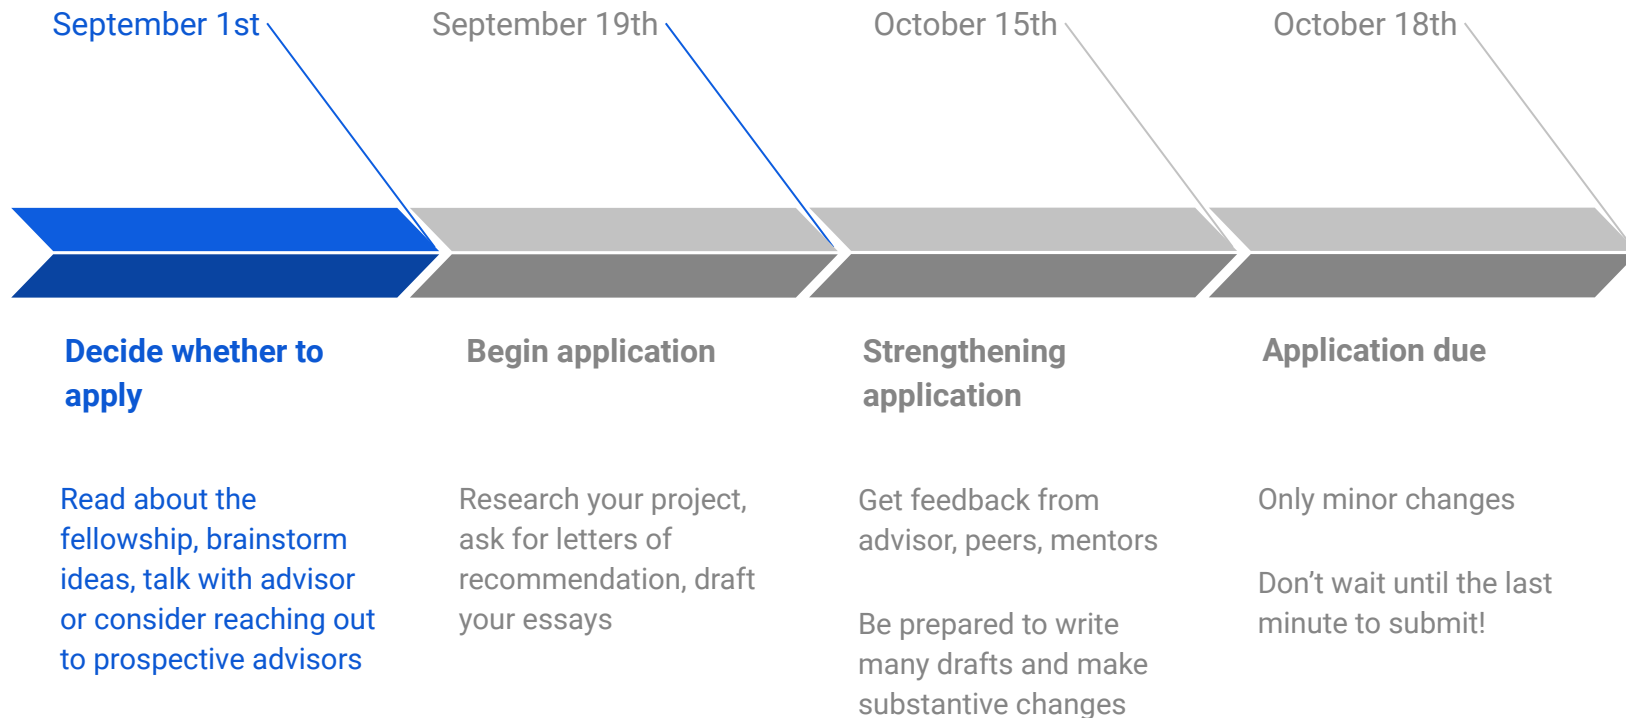 September 1st
September 19th
October 15th
October 18th
Decide whether to
apply
Begin application
Strengthening
application
Application due
Read about the
fellowship, brainstorm
ideas, talk with advisor
or consider reaching out
to prospective advisors
Research your project,
ask for letters of
recommendation, draft
your essays
Get feedback from
advisor, peers, mentors
Be prepared to write
many drafts and make
substantive changes
Only minor changes
Don’t wait until the last
minute to submit!